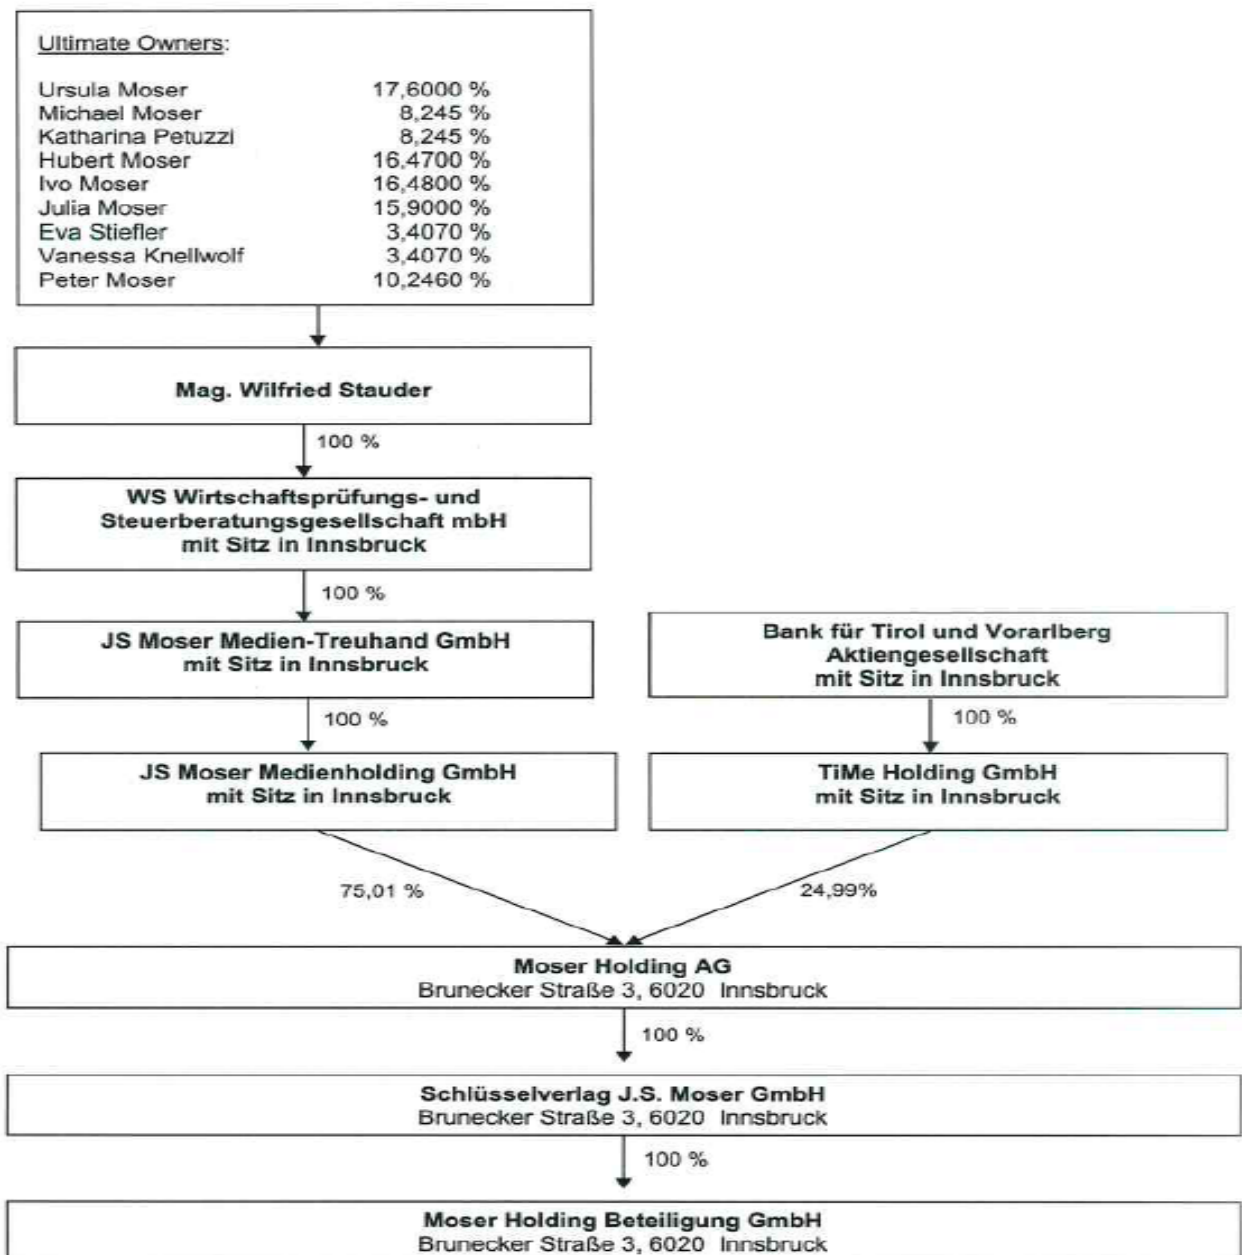 Ultimate Owners:
Ursula Moser 17,6000 %
Michael Moser 8,245 %
Katharina Petuzzi 8,245 %
Hubert Moser 16,4700 %
Ivo Moser 16,4800 %
Julia Moser 15,9000 %
Eva Stiefler 3,4070 %
Vanessa Knellwolf 3,4070 %
Peter Moser 10,2460 %
Mag. Wilfried Stauder
100 %
WS Wirtschaftsprüfungs- und
Steuerberatungsgesellschaft mbH
mit Sitz in Innsbruck
100 %
JS Moser Medien-Treuhand GmbH
mit Sitz in Innsbruck
100 %
JS Moser Medienholding GmbH
mit Sitz in Innsbruck
Bank für Tirol und Vorarlberg
Aktiengesellschaft
mit Sitz in Innsbruck
100 %
TiMe Holding GmbH
mit Sitz in Innsbruck
75,01 %
24,99%
Moser Holding AG
Brunecker Straße 3, 6020 Innsbruck
100 %
Schlüsselverlag J.S. Moser GmbH
Brunecker Straße 3, 6020 Innsbruck
100 %
Moser Holding Beteiligung GmbH
Brunecker Straße 3, 6020 Innsbruck